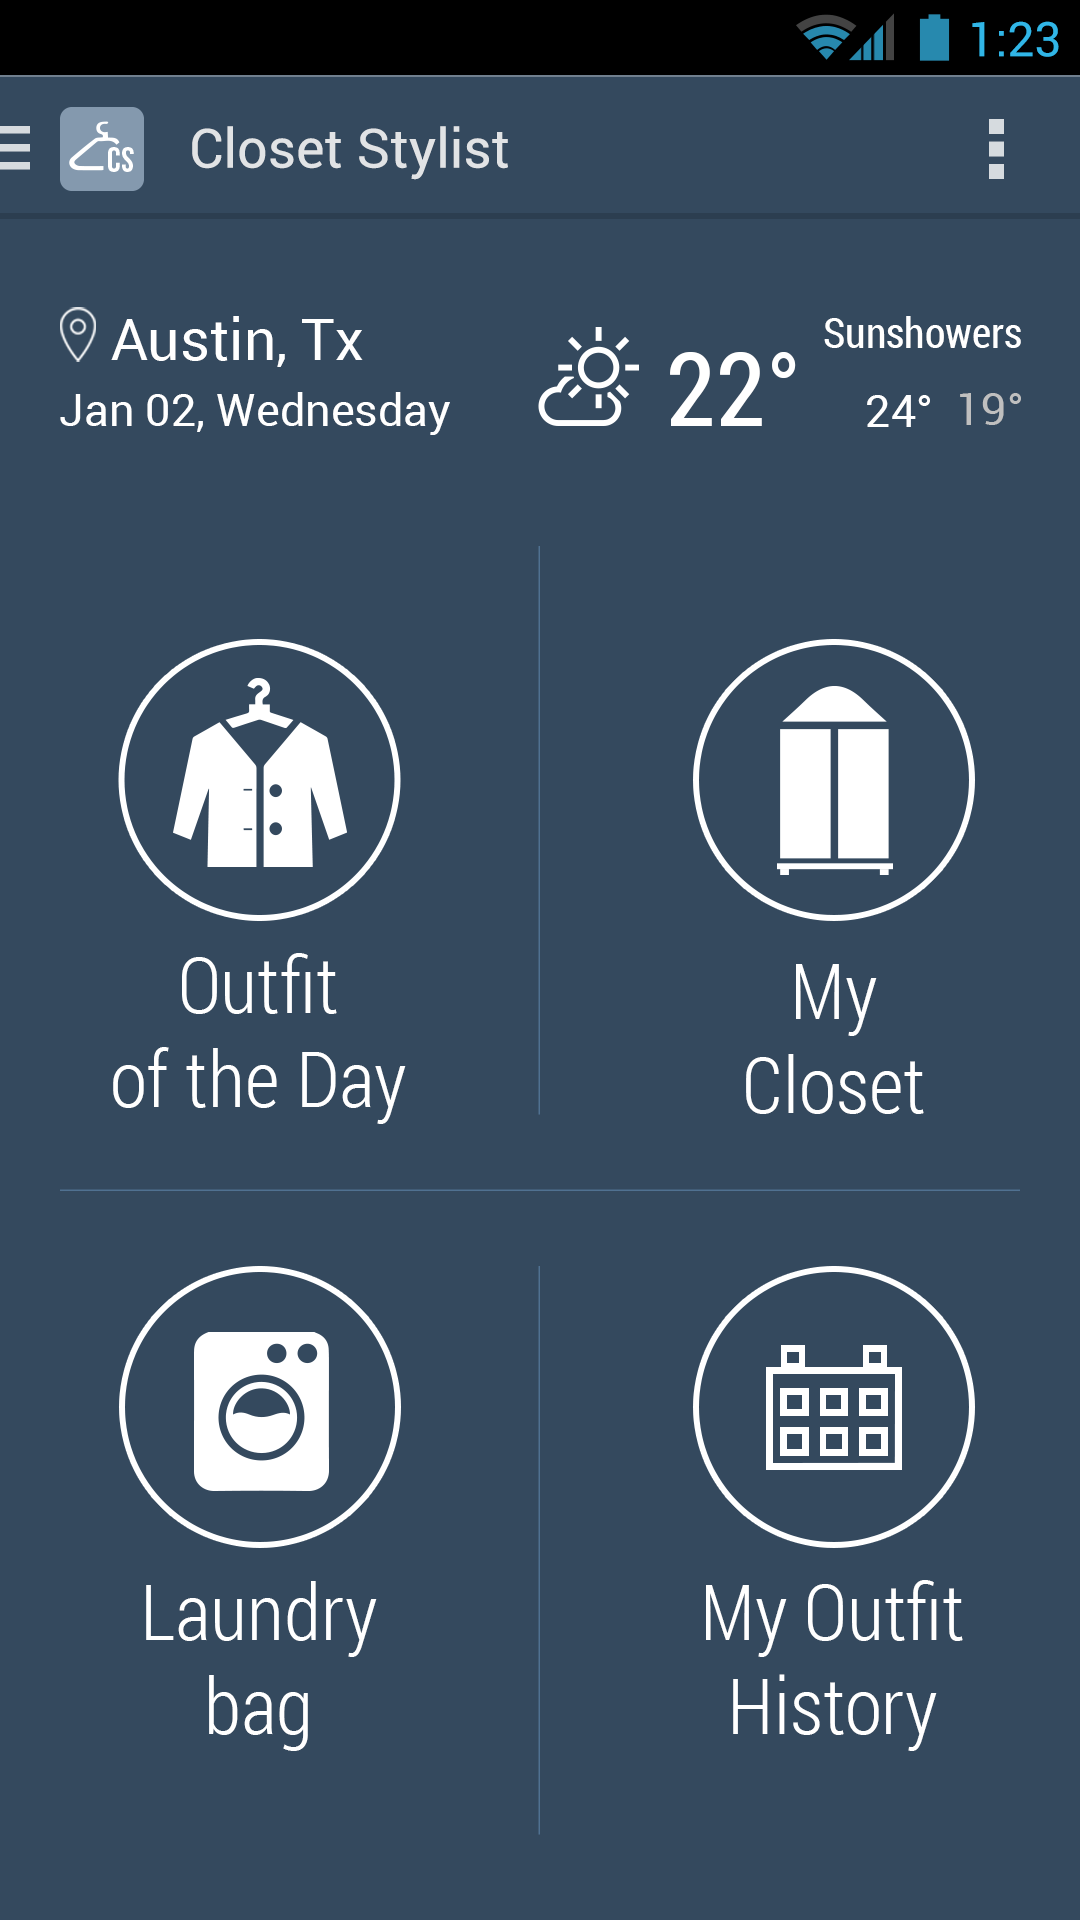 1:23
CS
Closet Stylist
Austin, Tx
Jan 02, Wednesday
22°
Sunshowers
24° 19°
Outfit
of the Day
My
Closet
Laundry
bag
My Outfit
History